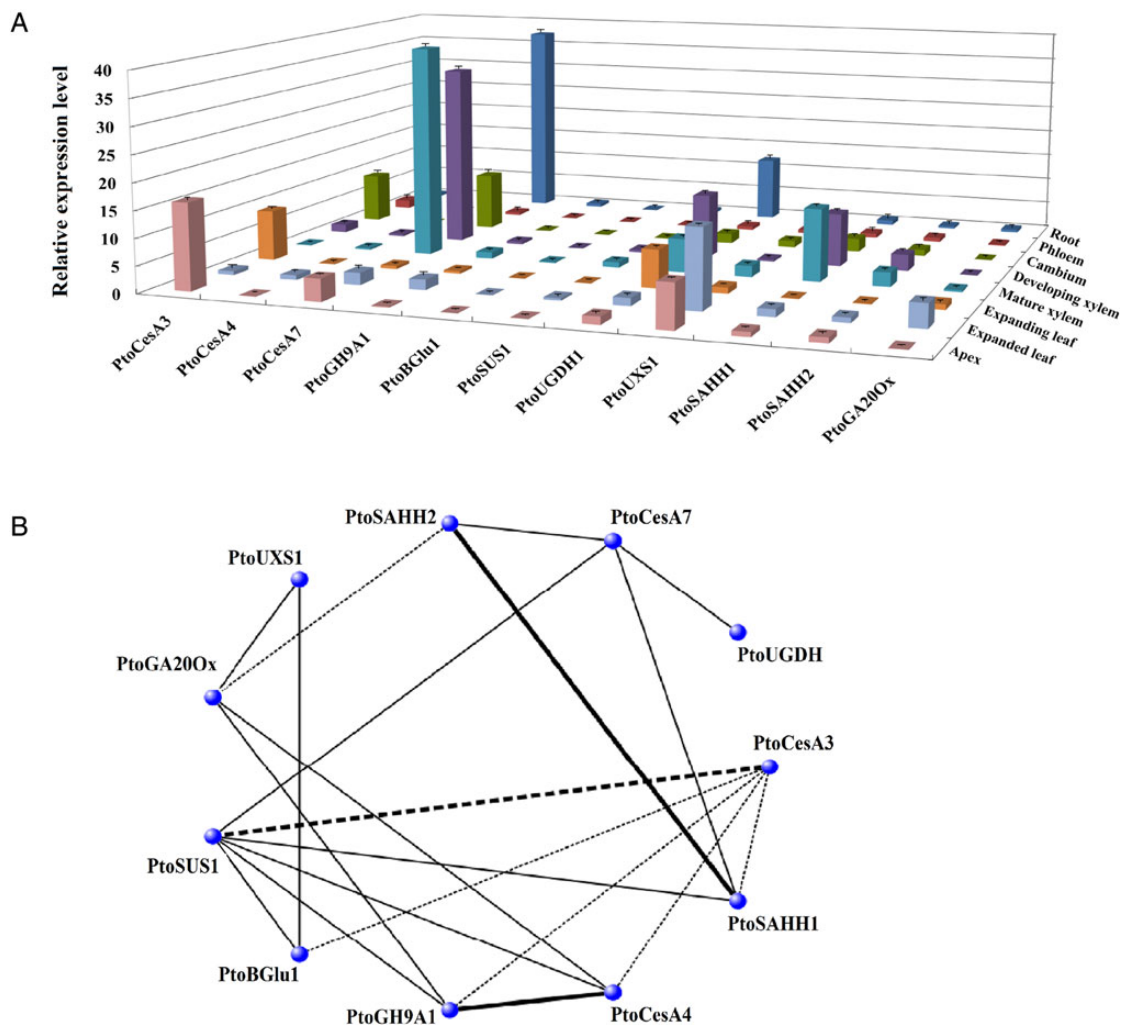 A
Relative expression level
40
35
30
25
20
15
10
5
0
PtoCesA3
PtoCesA4
PtoCesA7
PtoGH9A1
PtoBGlu1
PtoSUS1
PtoUGDH1
PtoUXS1
PtoSAHH1
PtoSAHH2
PtoGA20Ox
Root
Phloem
Cambium
Developing xylem
Mature xylem
Expanding leaf
Expanded leaf
Apex
B
PtoSAHH2
PtoCesA7
PtoUXS1
PtoUGDH
PtoGA20Ox
PtoCesA3
PtoSUS1
PtoSAHH1
PtoBGlu1
PtoGH9A1
PtoCesA4